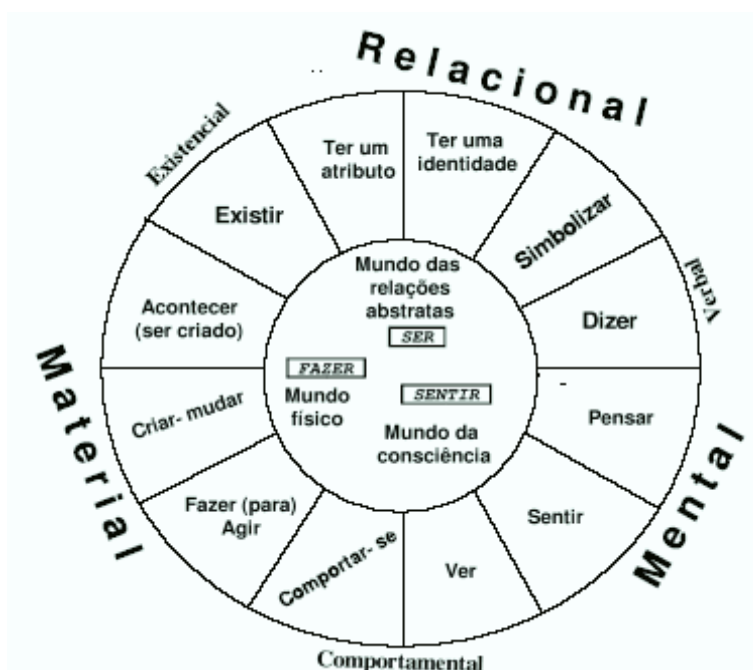 Relacional
Existencial
Ter um
atributo
Ter uma
identidade
Existir
Simbolizar
Verbal
Mundo das
relações
abstratas
SER
Acontecer
(ser criado)
Dizer
FAZER
Mundo
físico
SENTIR
Mundo da
consciência
Material
Criar- mudar
Pensar
Mental
Fazer (para)
Agir
Sentir
Comportar- se
Ver
Comportamental